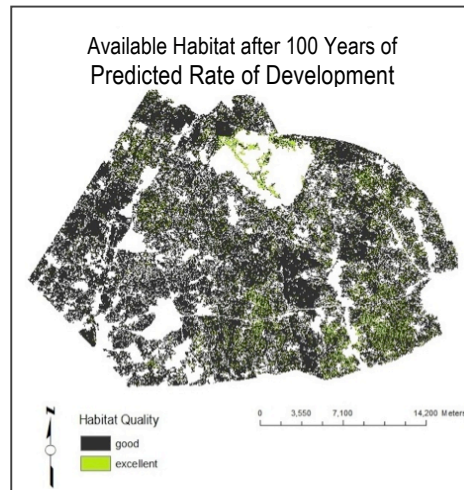 Available Habitat after 100 Years of
Predicted Rate of Development
N
Habitat Quality
good
excellent
0 3,550 7,100 14,200 Meters